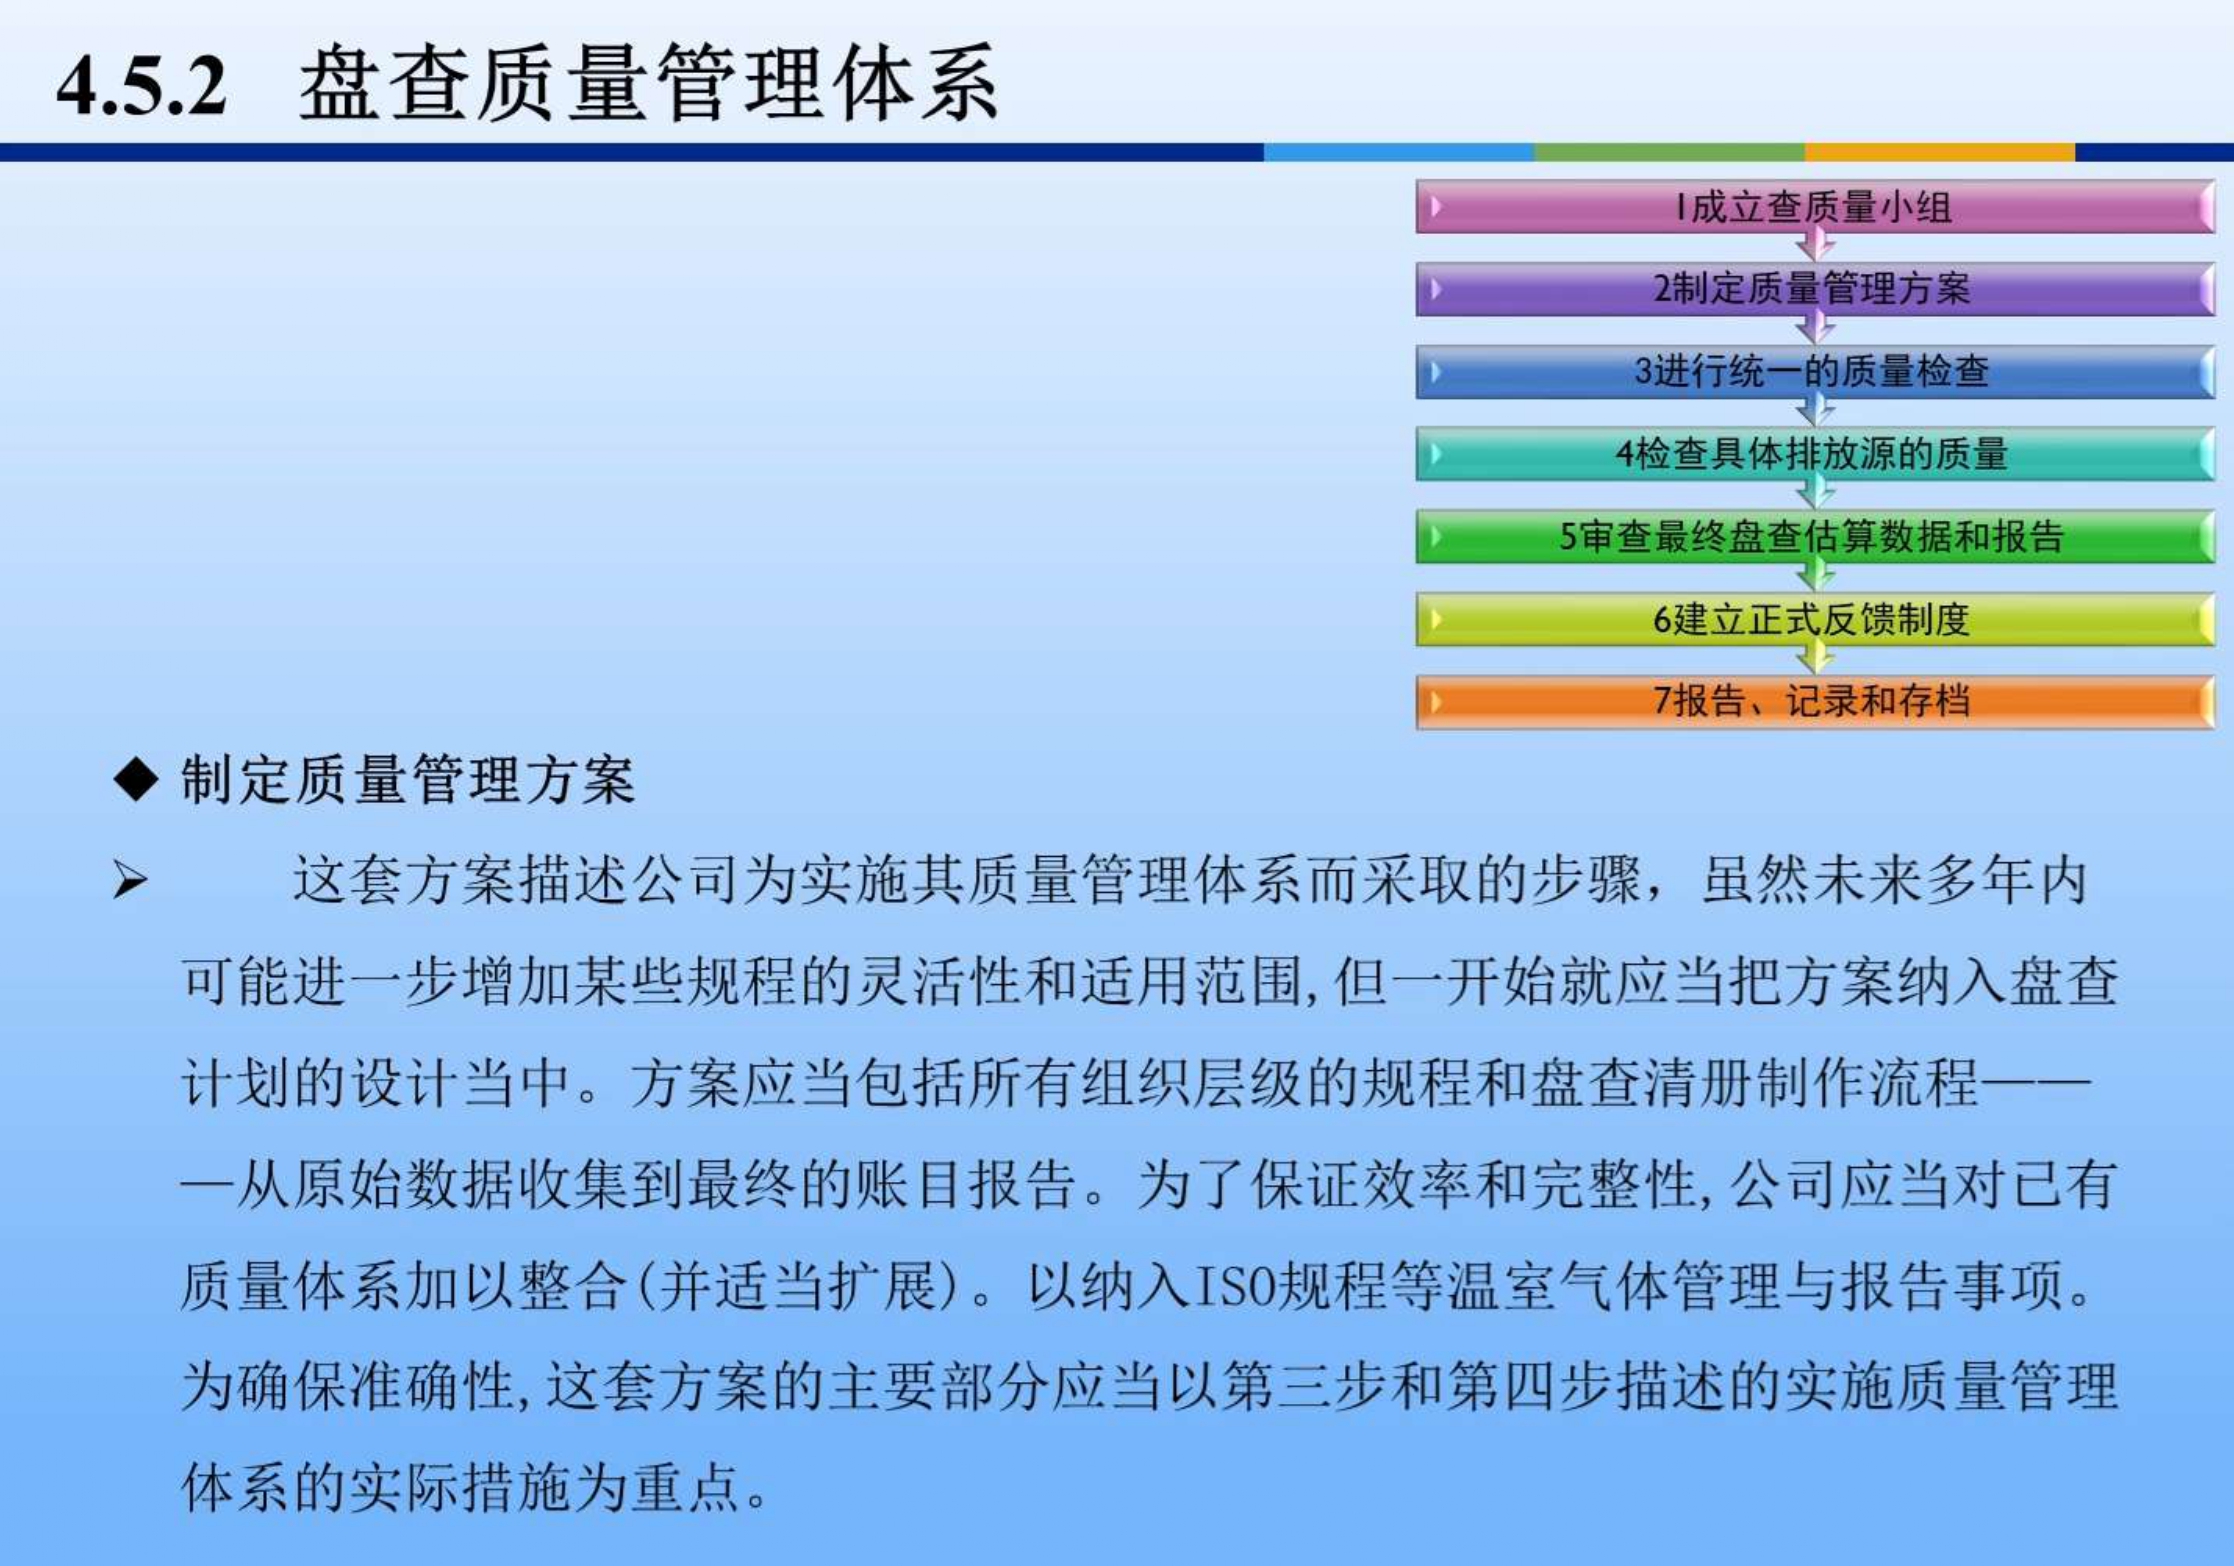 4.5.2 盘查质量管理体系
1成立查质量小组
2制定质量管理方案
3进行统一的质量检查
4检查具体排放源的质量
5审查最终盘查估算数据和报告
6建立正式反馈制度
7报告、记录和存档
◆ 制定质量管理方案
➢ 这套方案描述公司为实施其质量管理体系而采取的步骤，虽然未来多年内
可能进一步增加某些规程的灵活性和适用范围,但一开始就应当把方案纳入盘查
计划的设计当中。方案应当包括所有组织层级的规程和盘查清册制作流程——
—从原始数据收集到最终的账目报告。为了保证效率和完整性,公司应当对已有
质量体系加以整合(并适当扩展)。以纳入ISO规程等温室气体管理与报告事项。
为确保准确性,这套方案的主要部分应当以第三步和第四步描述的实施质量管理
体系的实际措施为重点。